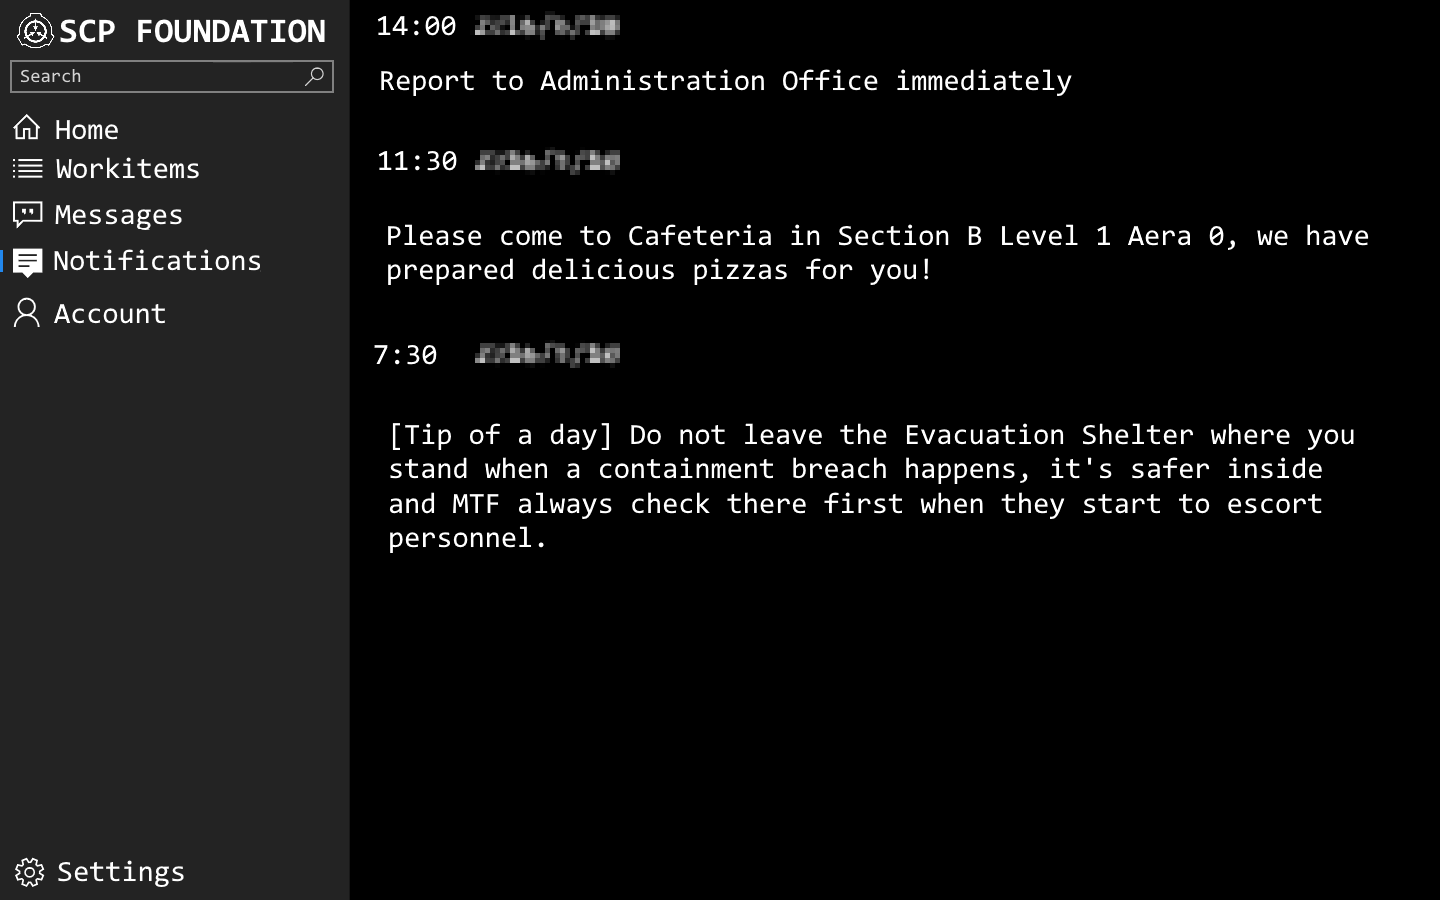 SCP FOUNDATION
Search
Home
Workitems
Messages
Notifications
Account
Settings
14:00
Report to Administration Office immediately
11:30
Please come to Cafeteria in Section B Level 1 Aera 0, we have
prepared delicious pizzas for you!
7:30
[Tip of a day] Do not leave the Evacuation Shelter where you
stand when a containment breach happens, it's safer inside
and MTF always check there first when they start to escort
personnel.